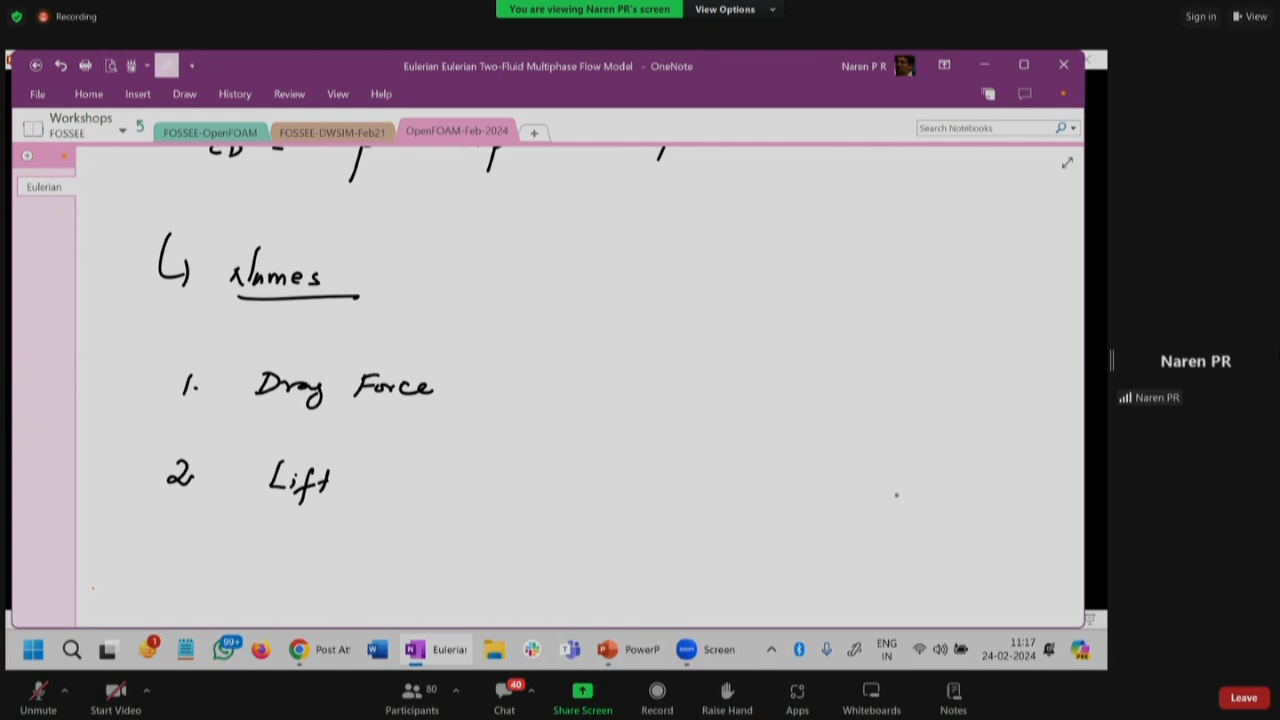 Recording
You are viewing Naren PR's screen
View Options
Sign in
View
Eulerian Eulerian Two-Fluid Multiphase Flow Model - OneNote
Naren P R
File Home Insert Draw History Review View Help
Workshops
FOSSEE
FOSSEE-OpenFOAM
FOSSEE-DWSIM-Feb21
OpenFOAM-Feb-2024
Search Notebooks
Eulerian
Names
1. Drag Force
2. Lift
Naren PR
Naren PR
1
99+
Post At
Eulerian
PowerP
Screen
ENG
IN
11:17
24-02-2024
Unmute
Start Video
80
Participants
40
Chat
Share Screen
Record
Raise Hand
Apps
Whiteboards
Notes
Leave